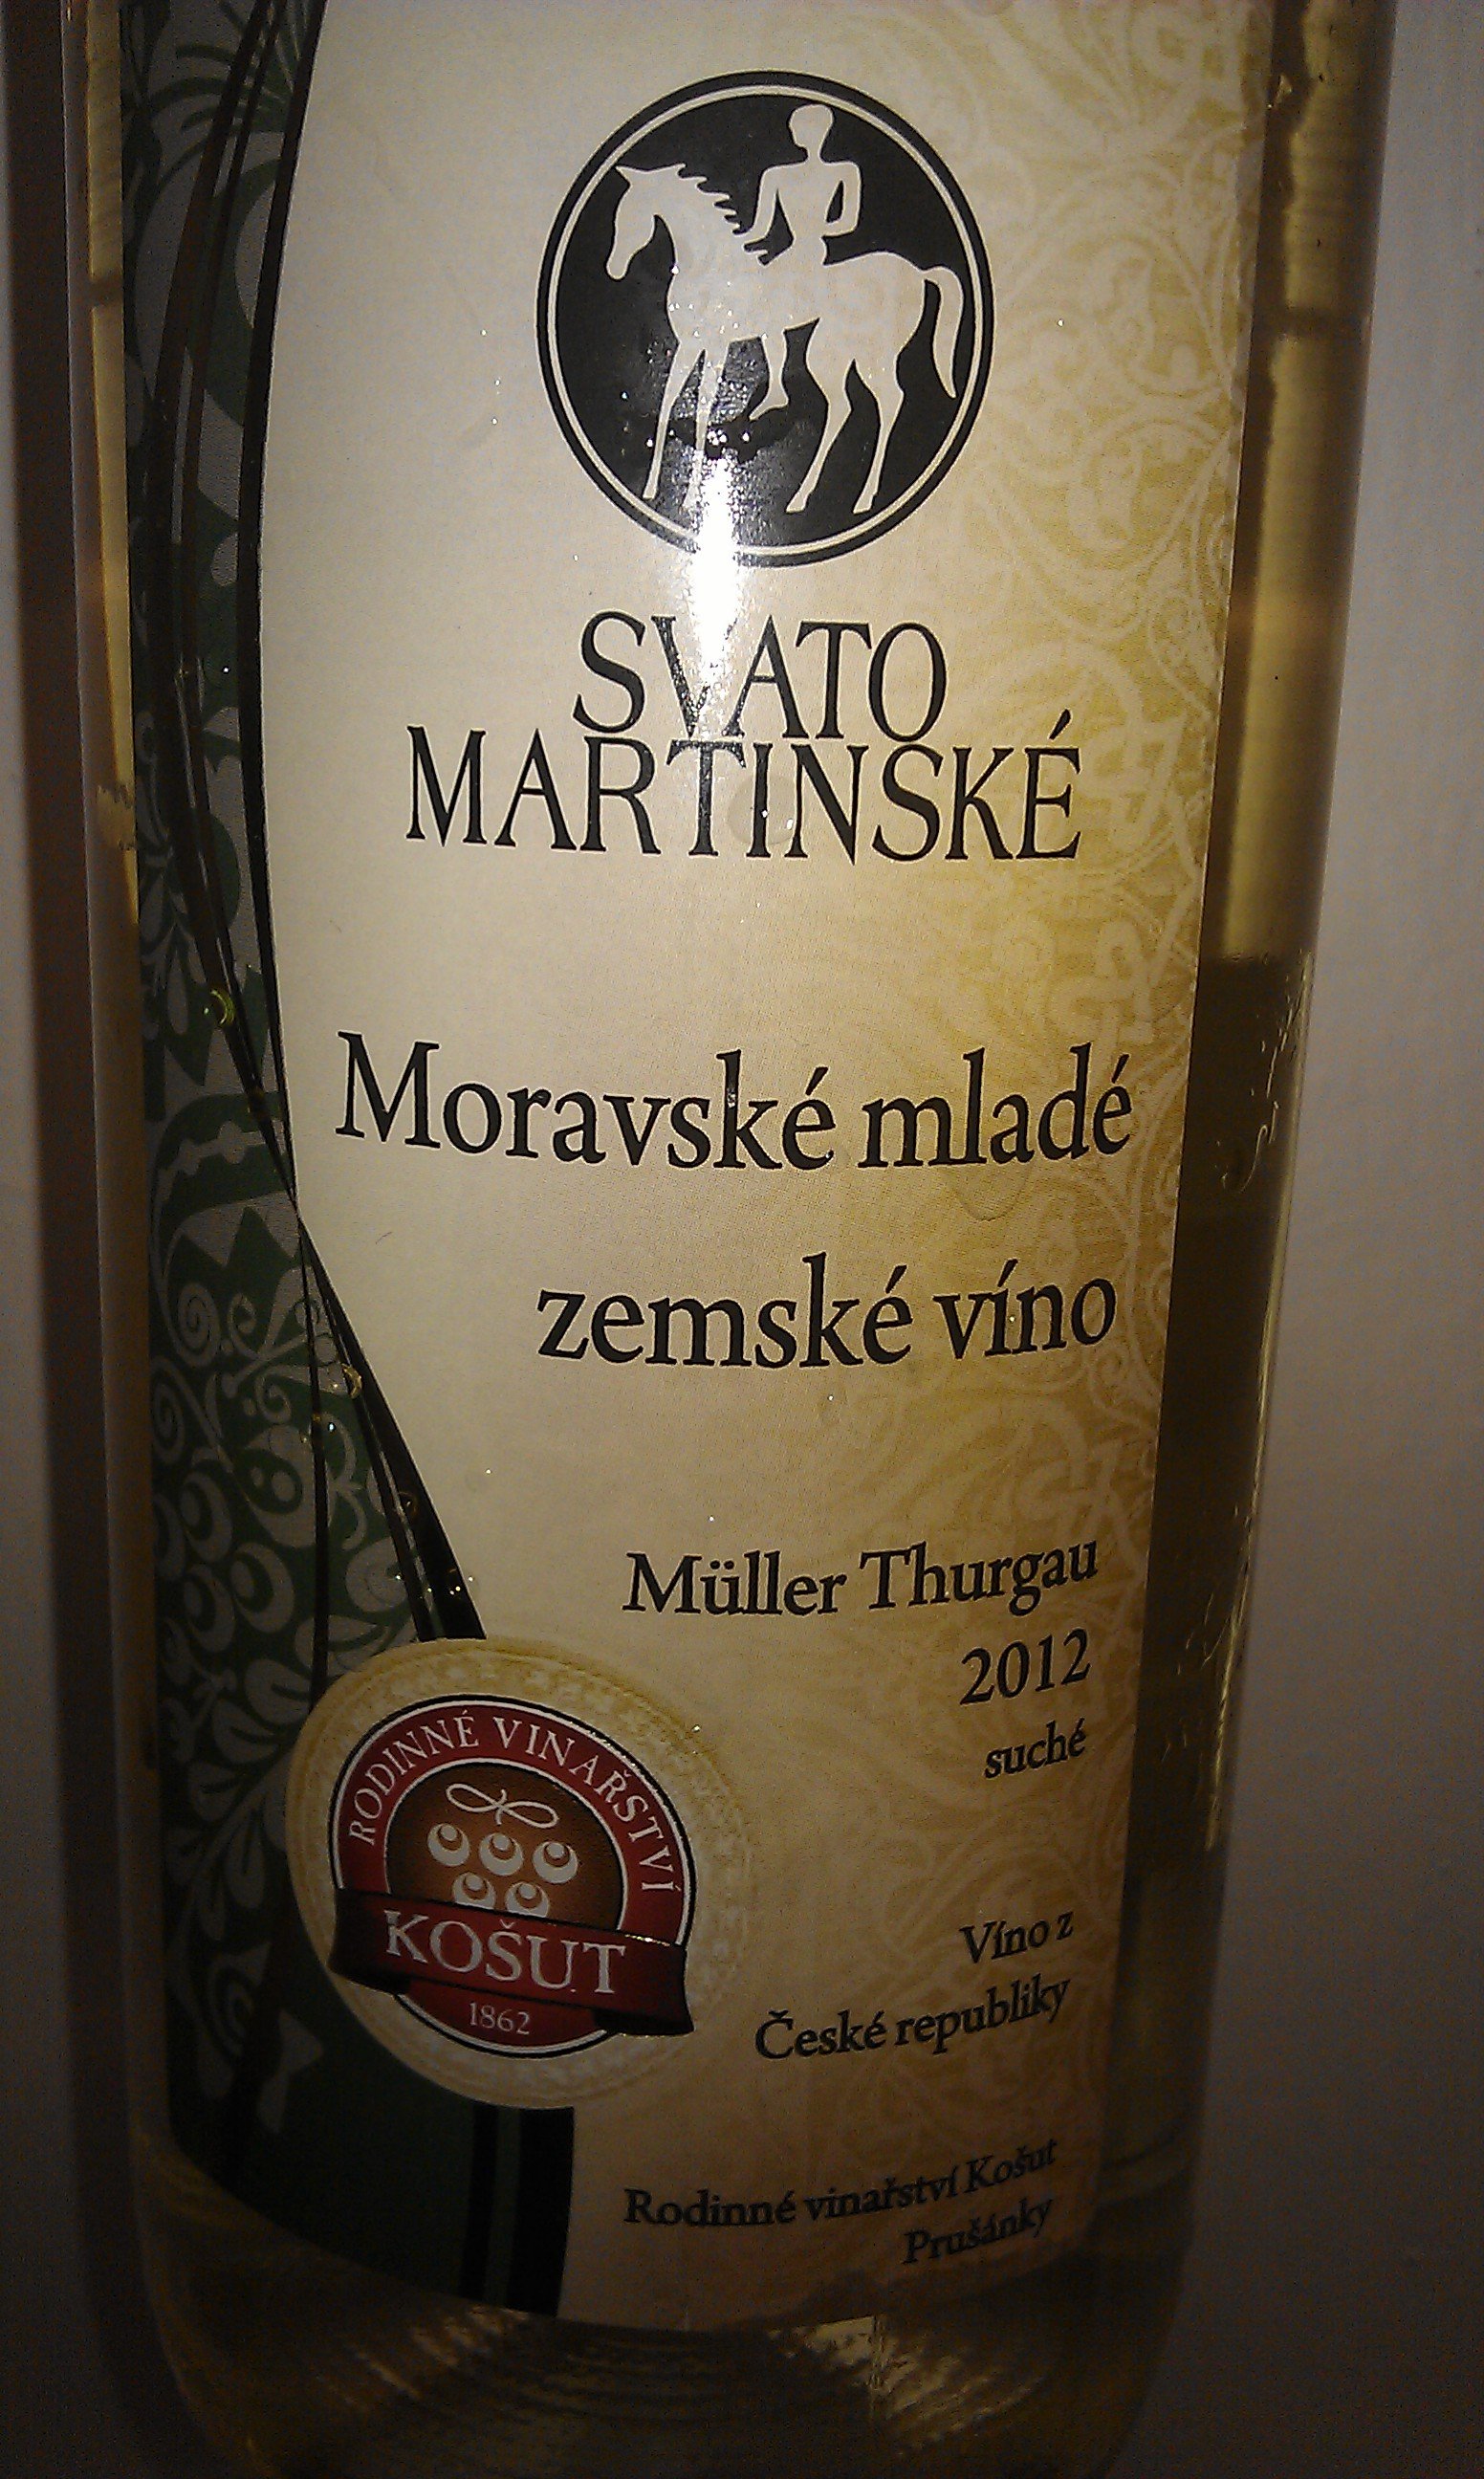 SVATO
MARTINSKÉ
Moravské mladé
zemské víno
Müller Thurgau
2012
suché
RODINNÉ VINAŘSTVÍ
KOŠUT
1862
Víno z
České republiky
Rodinné vinařství Košut
Prušánky